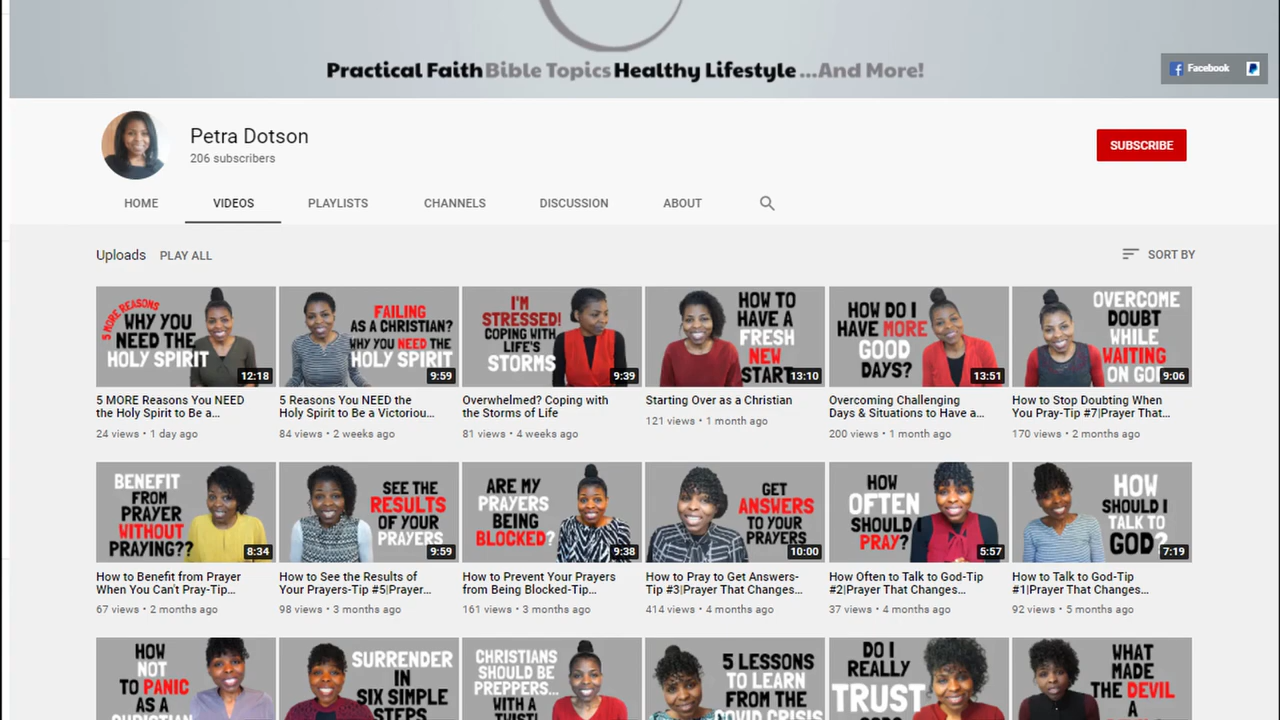 Practical Faith Bible Topics Healthy Lifestyle ...And More!
Facebook
Petra Dotson
206 subscribers
SUBSCRIBE
HOME
VIDEOS
PLAYLISTS
CHANNELS
DISCUSSION
ABOUT
Uploads
PLAY ALL
SORT BY
5 MORE REASONS
WHY YOU
NEED THE
HOLY SPIRIT
12:18
FAILING
AS A CHRISTIAN?
WHY YOU NEED THE
HOLY SPIRIT
9:59
I'M
STRESSED!
COPING WITH
LIFE'S
STORMS
9:39
HOW TO
HAVE A
FRESH
NEW
START
13:10
HOW DO I
HAVE MORE
GOOD
DAYS?
13:51
OVERCOME
DOUBT
WHILE
WAITING
ON GOD
9:06
5 MORE Reasons You NEED
the Holy Spirit to Be a...
24 views • 1 day ago
5 Reasons You NEED the
Holy Spirit to Be a Victoriou...
84 views • 2 weeks ago
Overwhelmed? Coping with
the Storms of Life
81 views • 4 weeks ago
Starting Over as a Christian
121 views • 1 month ago
Overcoming Challenging
Days & Situations to Have a...
200 views • 1 month ago
How to Stop Doubting When
You Pray-Tip #7|Prayer That...
170 views • 2 months ago
BENEFIT
FROM
PRAYER
WITHOUT
PRAYING??
8:34
SEE THE
RESULTS
OF YOUR
PRAYERS
9:59
ARE MY
PRAYERS
BEING
BLOCKED?
9:38
GET
ANSWERS
TO YOUR
PRAYERS
10:00
HOW
OFTEN
SHOULD I
PRAY?
5:57
HOW
SHOULD I
TALK TO
GOD?
7:19
How to Benefit from Prayer
When You Can't Pray-Tip...
67 views • 2 months ago
How to See the Results of
Your Prayers-Tip #5|Prayer...
98 views • 3 months ago
How to Prevent Your Prayers
from Being Blocked-Tip...
161 views • 3 months ago
How to Pray to Get Answers-
Tip #3|Prayer That Changes...
414 views • 4 months ago
How Often to Talk to God-Tip
#2|Prayer That Changes...
37 views • 4 months ago
How to Talk to God-Tip
#1|Prayer That Changes...
92 views • 5 months ago
HOW
NOT
TO PANIC
AS A
CHRISTIAN
SURRENDER
IN
SIX SIMPLE
STEPS
CHRISTIANS
SHOULD BE
PREPPERS...
WITH A
TWIST!
5 LESSONS
TO LEARN
FROM THE
COVID CRISIS
DO I
REALLY
TRUST
WHAT
MADE
THE DEVIL
A